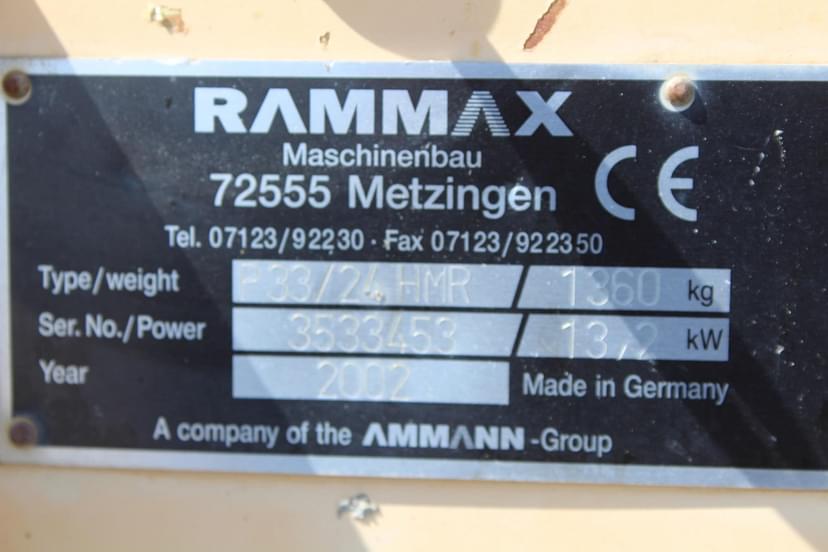 RAMMAX
Maschinenbau
72555 Metzingen CE
Tel. 07123/92230 · Fax 07123/922350
Type/weight P33/24 HMR / 1360 kg
Ser. No./Power 3533453 / 13,2 kW
Year 2002 Made in Germany
A company of the AMMANN-Group